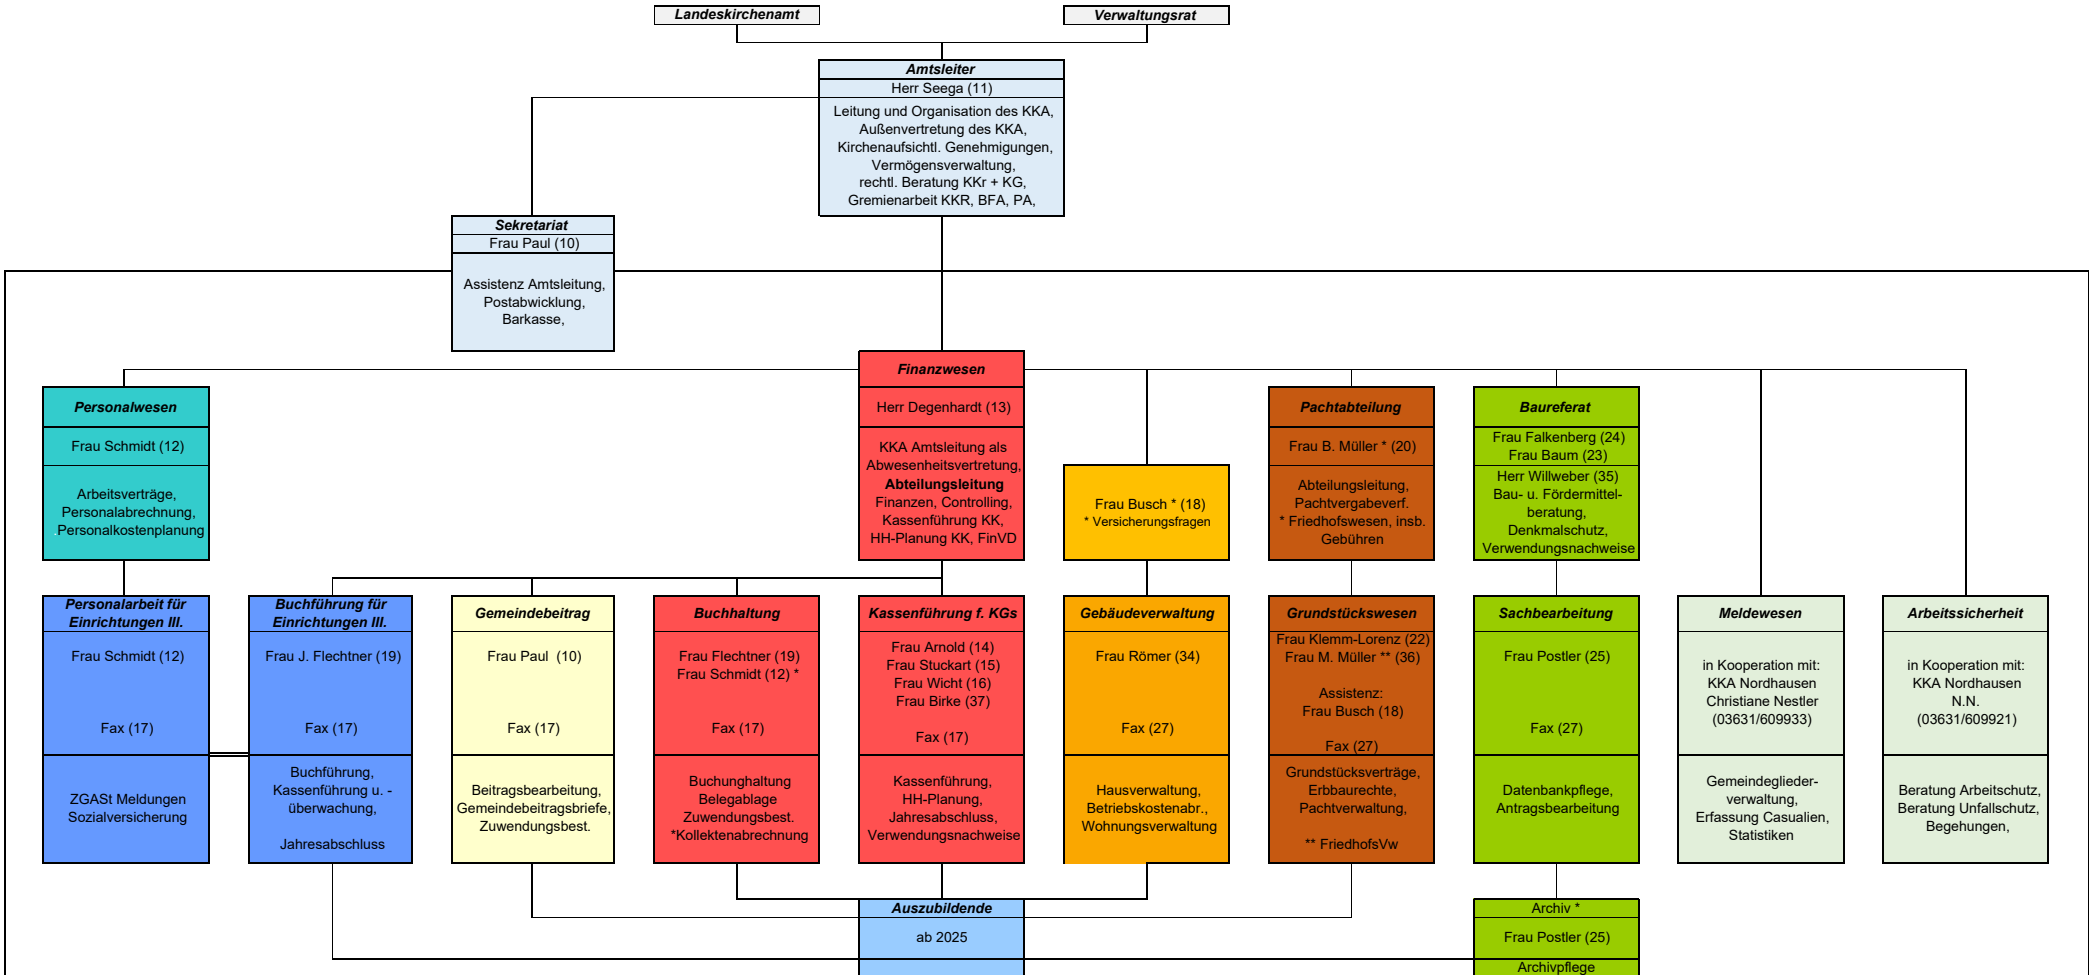 Landeskirchenamt
Verwaltungsrat
Amtsleiter
Herr Seega (11)
Leitung und Organisation des KKA,
Außenvertretung des KKA,
Kirchenaufsichtl. Genehmigungen,
Vermögensverwaltung,
rechtl. Beratung KKr + KG,
Gremienarbeit KKR, BFA, PA,
Sekretariat
Frau Paul (10)
Assistenz Amtsleitung,
Postabwicklung,
Barkasse,
Personalwesen
Frau Schmidt (12)
Arbeitsverträge,
Personalabrechnung,
.Personalkostenplanung
Finanzwesen
Herr Degenhardt (13)
KKA Amtsleitung als
Abwesenheitsvertretung,
Abteilungsleitung
Finanzen, Controlling,
Kassenführung KK,
HH-Planung KK, FinVD
Frau Busch * (18)
* Versicherungsfragen
Pachtabteilung
Frau B. Müller * (20)
Abteilungsleitung,
Pachtvergabeverf.
* Friedhofswesen, insb.
Gebühren
Baureferat
Frau Falkenberg (24)
Frau Baum (23)
Herr Willweber (35)
Bau- u. Fördermittel-
beratung,
Denkmalschutz,
Verwendungsnachweise
Personalarbeit für
Einrichtungen III.
Frau Schmidt (12)
Fax (17)
ZGASt Meldungen
Sozialversicherung
Buchführung für
Einrichtungen III.
Frau J. Flechtner (19)
Fax (17)
Buchführung,
Kassenführung u. -
überwachung,
Jahresabschluss
Gemeindebeitrag
Frau Paul  (10)
Fax (17)
Beitragsbearbeitung,
Gemeindebeitragsbriefe,
Zuwendungsbest.
Buchhaltung
Frau Flechtner (19)
Frau Schmidt (12) *
Fax (17)
Buchunghaltung
Belegablage
Zuwendungsbest.
*Kollektenabrechnung
Kassenführung f. KGs
Frau Arnold (14)
Frau Stuckart (15)
Frau Wicht (16)
Frau Birke (37)
Fax (17)
Kassenführung,
HH-Planung,
Jahresabschluss,
Verwendungsnachweise
Gebäudeverwaltung
Frau Römer (34)
Fax (27)
Hausverwaltung,
Betriebskostenabr.,
Wohnungsverwaltung
Grundstückswesen
Frau Klemm-Lorenz (22)
Frau M. Müller ** (36)
Assistenz:
Frau Busch (18)
Fax (27)
Grundstücksverträge,
Erbbaurechte,
Pachtverwaltung,
** FriedhofsVw
Sachbearbeitung
Frau Postler (25)
Fax (27)
Datenbankpflege,
Antragsbearbeitung
Meldewesen
in Kooperation mit:
KKA Nordhausen
Christiane Nestler
(03631/609933)
Gemeindeglieder-
verwaltung,
Erfassung Casualien,
Statistiken
Arbeitssicherheit
in Kooperation mit:
KKA Nordhausen
N.N.
(03631/609921)
Beratung Arbeitschutz,
Beratung Unfallschutz,
Begehungen,
Auszubildende
ab 2025
Archiv *
Frau Postler (25)
Archivpflege